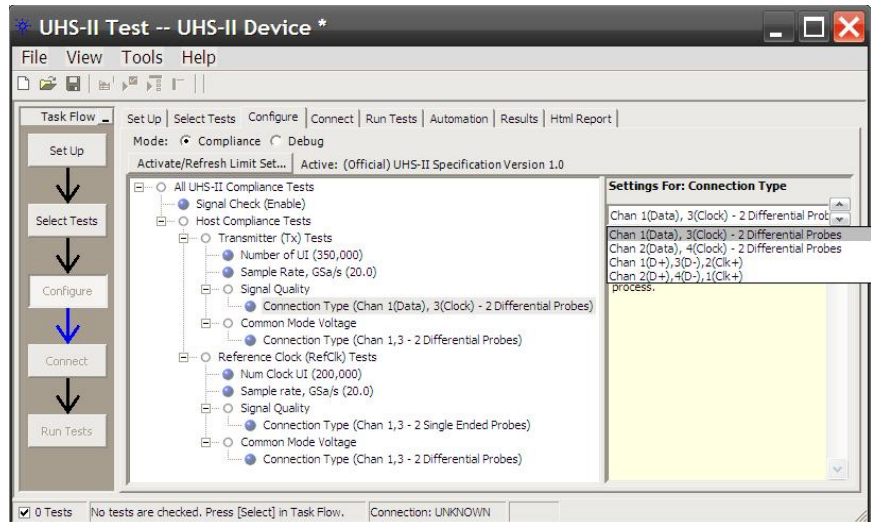 UHS-II Test -- UHS-II Device *
File View Tools Help
Task Flow
Set Up
Select Tests
Configure
Connect
Run Tests
Set Up Select Tests Configure Connect Run Tests Automation Results Html Report
Mode: Compliance Debug
Activate/Refresh Limit Set... Active: (Official) UHS-II Specification Version 1.0
All UHS-II Compliance Tests
Signal Check (Enable)
Host Compliance Tests
Transmitter (Tx) Tests
Number of UI (350,000)
Sample Rate, GSa/s (20.0)
Signal Quality
Connection Type (Chan 1(Data), 3(Clock) - 2 Differential Probes)
Common Mode Voltage
Connection Type (Chan 1,3 - 2 Differential Probes)
Reference Clock (RefClk) Tests
Num Clock UI (200,000)
Sample rate, GSa/s (20.0)
Signal Quality
Connection Type (Chan 1,3 - 2 Single Ended Probes)
Common Mode Voltage
Connection Type (Chan 1,3 - 2 Differential Probes)
Settings For: Connection Type
Chan 1(Data), 3(Clock) - 2 Differential Prob
Chan 1(Data), 3(Clock) - 2 Differential Probes
Chan 2(Data), 4(Clock) - 2 Differential Probes
Chan 1(D+),3(D-),2(Clk+)
Chan 2(D+),4(D-),1(Clk+)
process.
0 Tests No tests are checked. Press [Select] in Task Flow. Connection: UNKNOWN